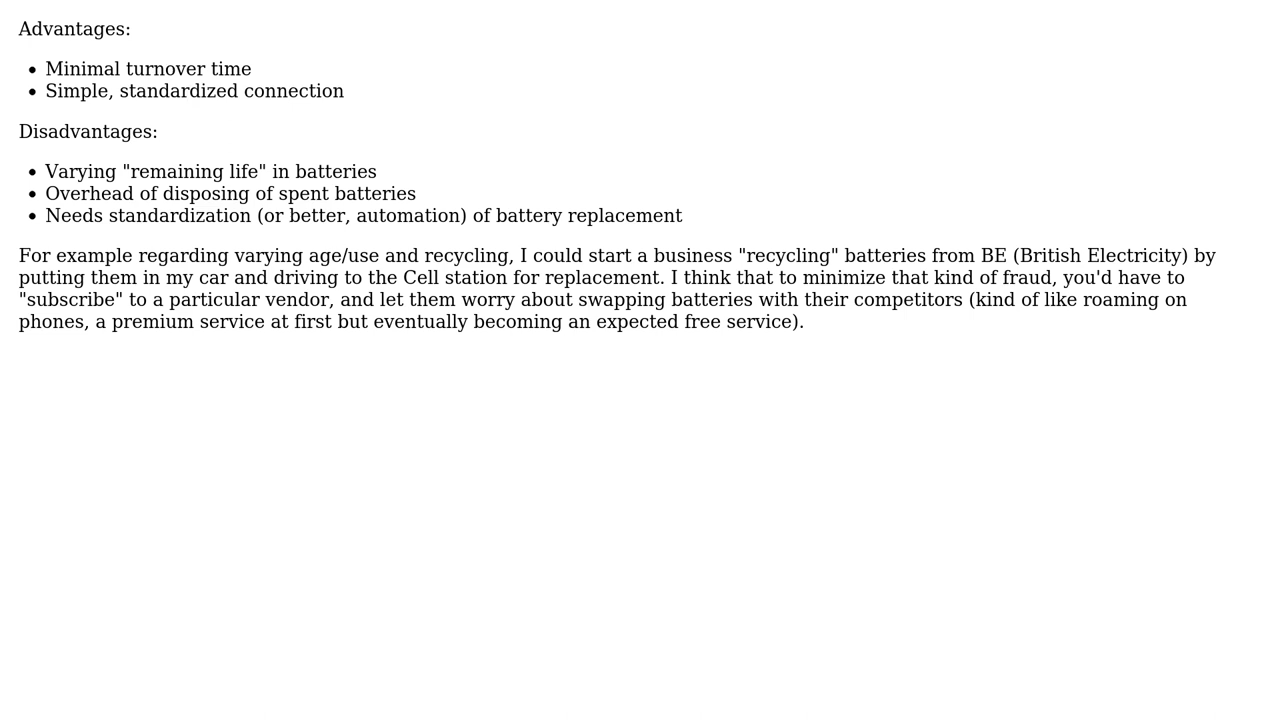 Advantages:
• Minimal turnover time
• Simple, standardized connection
Disadvantages:
• Varying "remaining life" in batteries
• Overhead of disposing of spent batteries
• Needs standardization (or better, automation) of battery replacement
For example regarding varying age/use and recycling, I could start a business "recycling" batteries from BE (British Electricity) by
putting them in my car and driving to the Cell station for replacement. I think that to minimize that kind of fraud, you'd have to
"subscribe" to a particular vendor, and let them worry about swapping batteries with their competitors (kind of like roaming on
phones, a premium service at first but eventually becoming an expected free service).